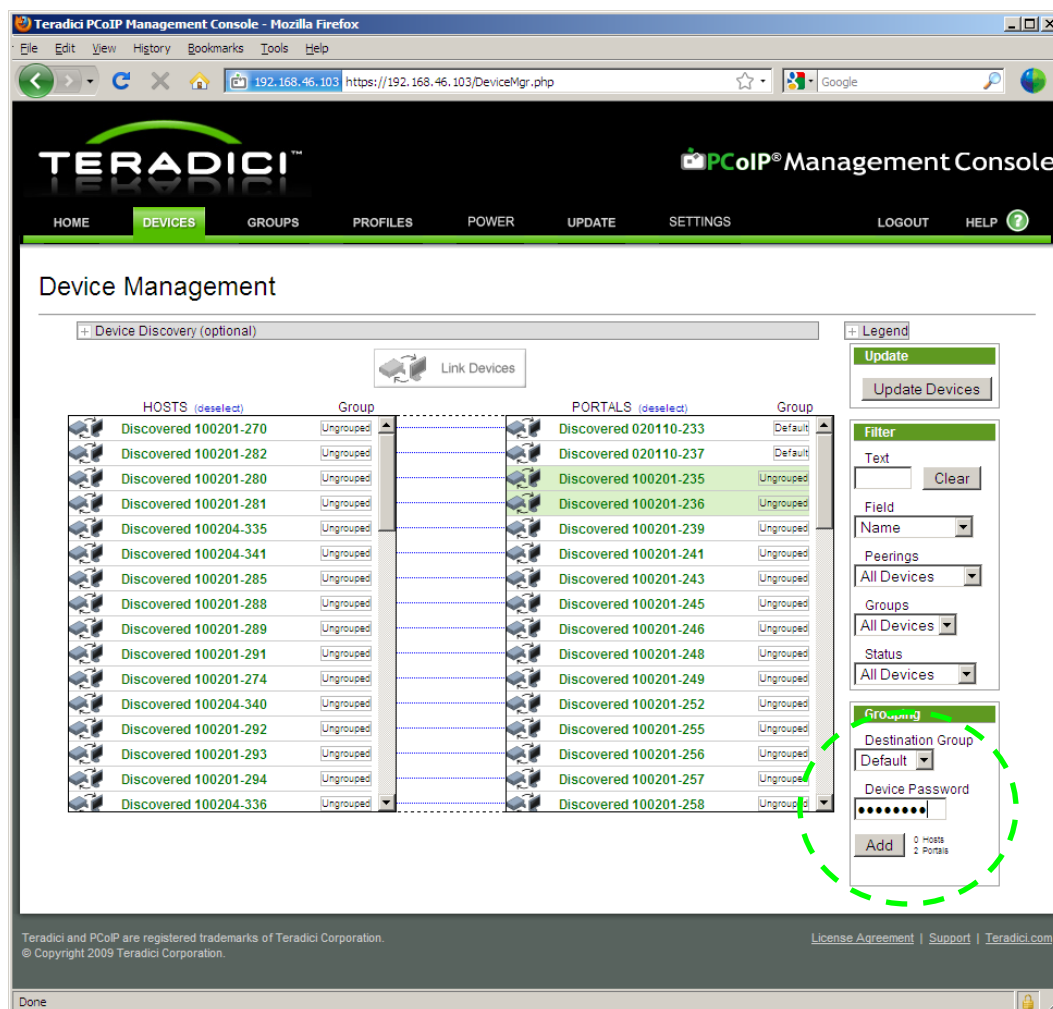 Teradici PCoIP Management Console - Mozilla Firefox
File Edit View History Bookmarks Tools Help
192.168.46.103 https://192.168.46.103/DeviceMgr.php Google
TERADICI™
PCoIP® Management Console
HOME DEVICES GROUPS PROFILES POWER UPDATE SETTINGS LOGOUT HELP ?
Device Management
+ Device Discovery (optional)
+ Legend
Link Devices
HOSTS (deselect) Group PORTALS (deselect) Group
Discovered 100201-270 Ungrouped Discovered 020110-233 Default
Discovered 100201-282 Ungrouped Discovered 020110-237 Default
Discovered 100201-280 Ungrouped Discovered 100201-235 Ungrouped
Discovered 100201-281 Ungrouped Discovered 100201-236 Ungrouped
Discovered 100204-335 Ungrouped Discovered 100201-239 Ungrouped
Discovered 100204-341 Ungrouped Discovered 100201-241 Ungrouped
Discovered 100201-285 Ungrouped Discovered 100201-243 Ungrouped
Discovered 100201-288 Ungrouped Discovered 100201-245 Ungrouped
Discovered 100201-289 Ungrouped Discovered 100201-246 Ungrouped
Discovered 100201-291 Ungrouped Discovered 100201-248 Ungrouped
Discovered 100201-274 Ungrouped Discovered 100201-249 Ungrouped
Discovered 100204-340 Ungrouped Discovered 100201-252 Ungrouped
Discovered 100201-292 Ungrouped Discovered 100201-255 Ungrouped
Discovered 100201-293 Ungrouped Discovered 100201-256 Ungrouped
Discovered 100201-294 Ungrouped Discovered 100201-257 Ungrouped
Discovered 100204-336 Ungrouped Discovered 100201-258 Ungrouped
Update
Update Devices
Filter
Text
Clear
Field
Name
Peerings
All Devices
Groups
All Devices
Status
All Devices
Grouping
Destination Group
Default
Device Password
●●●●●●●●
Add
0 Hosts
2 Portals
Teradici and PCoIP are registered trademarks of Teradici Corporation.
© Copyright 2009 Teradici Corporation.
License Agreement | Support | Teradici.com
Done